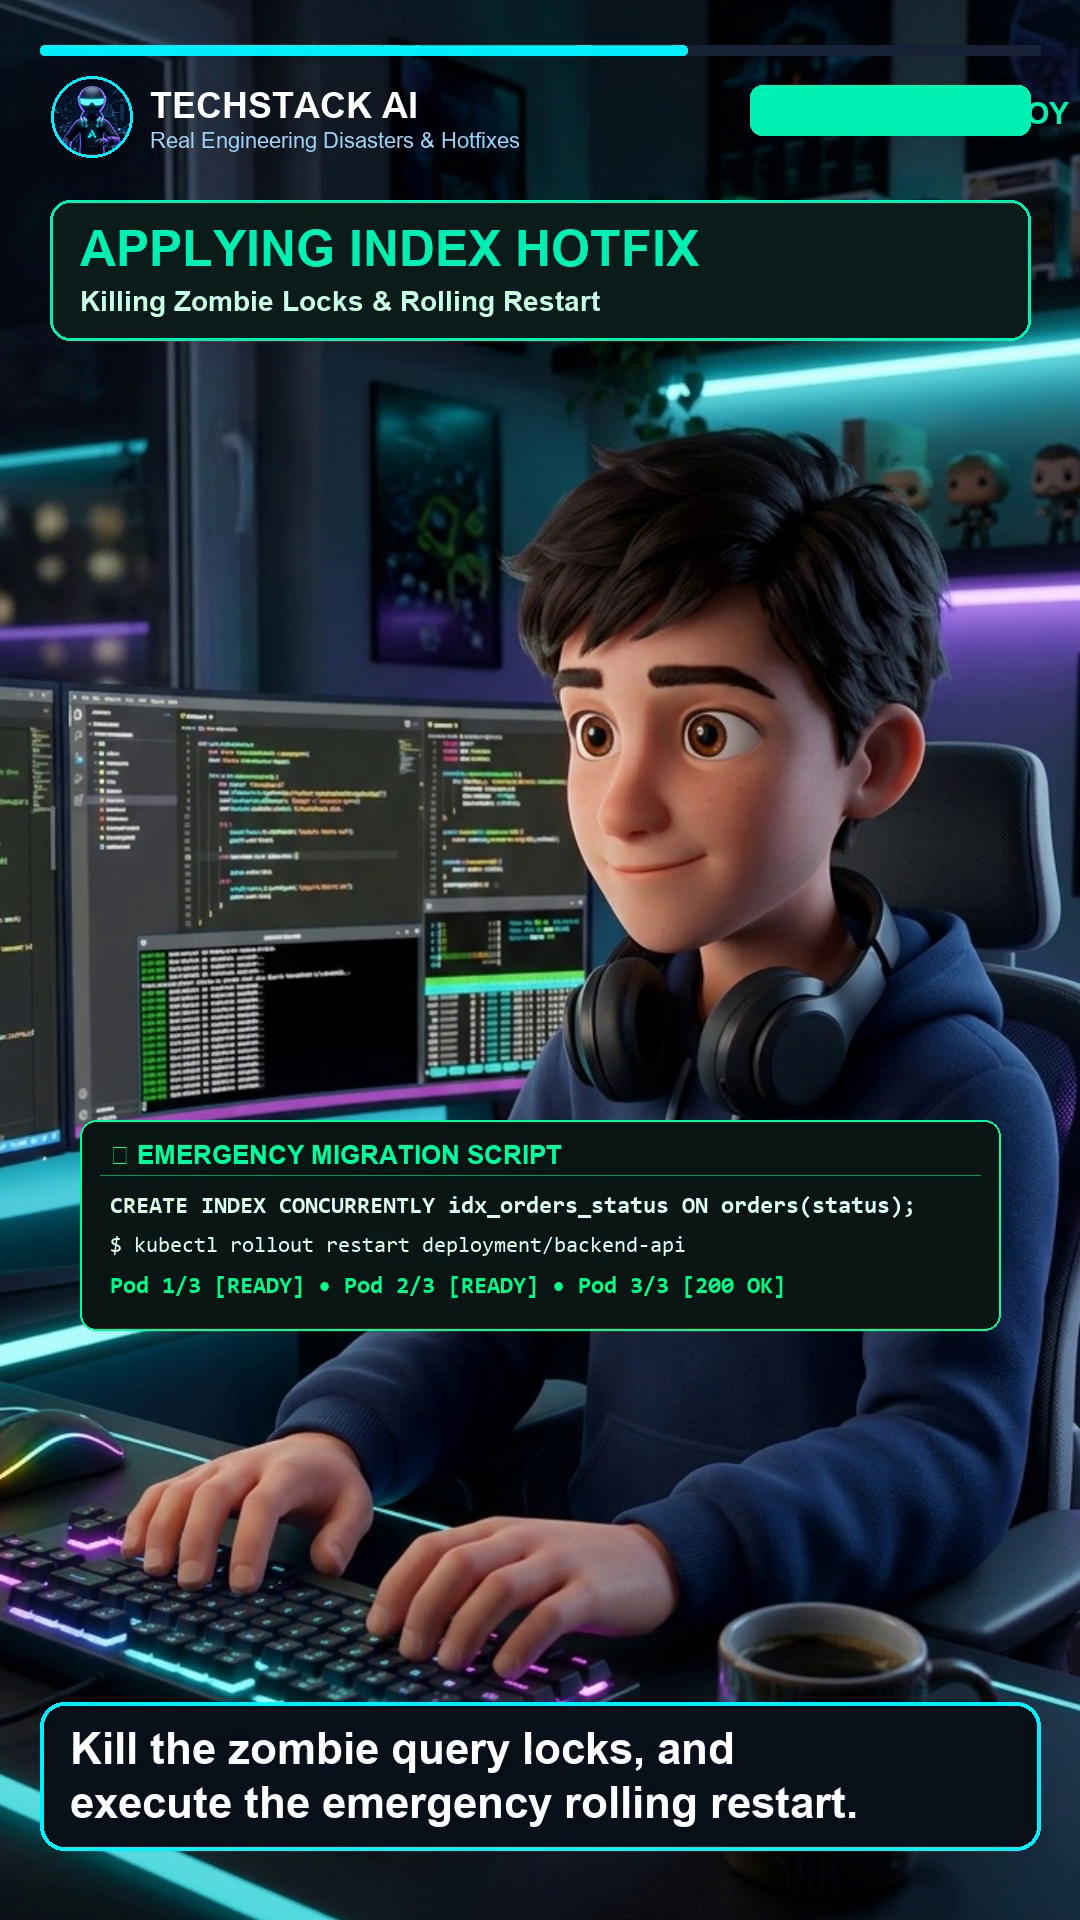 TECHSTACK AI
Real Engineering Disasters & Hotfixes
OY
APPLYING INDEX HOTFIX
Killing Zombie Locks & Rolling Restart
EMERGENCY MIGRATION SCRIPT
CREATE INDEX CONCURRENTLY idx_orders_status ON orders(status);
$ kubectl rollout restart deployment/backend-api
Pod 1/3 [READY] • Pod 2/3 [READY] • Pod 3/3 [200 OK]
Kill the zombie query locks, and
execute the emergency rolling restart.